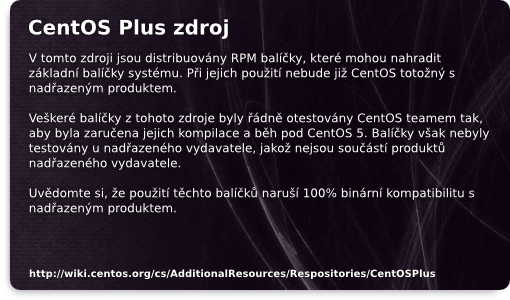 CentOS Plus zdroj
V tomto zdroji jsou distribuovány RPM balíčky, které mohou nahradit
základní balíčky systému. Při jejich použití nebude již CentOS totožný s
nadřazeným produktem.
Veškeré balíčky z tohoto zdroje byly řádně otestovány CentOS teamem tak,
aby byla zaručena jejich kompilace a běh pod CentOS 5. Balíčky však nebyly
testovány u nadřazeného vydavatele, jakož nejsou součástí produktů
nadřazeného vydavatele.
Uvědomte si, že použití těchto balíčků naruší 100% binární kompatibilitu s
nadřazeným produktem.
http://wiki.centos.org/cs/AdditionalResources/Respositories/CentOSPlus